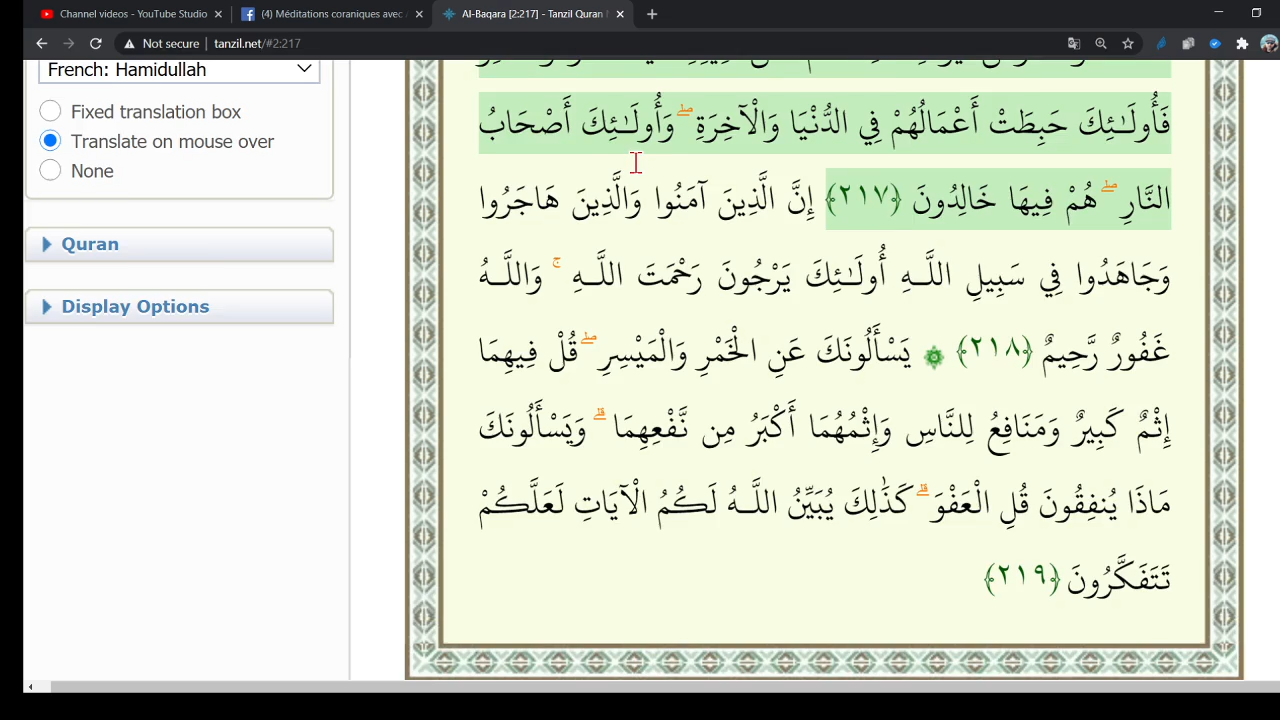 Channel videos - YouTube Studio
(4) Méditations coraniques avec
Al-Baqara [2:217] - Tanzil Quran
Not secure | tanzil.net/#2:217
French: Hamidullah
Fixed translation box
Translate on mouse over
None
Quran
Display Options
فَأُولَـٰئِكَ حَبِطَتْ أَعْمَالُهُمْ فِي الدُّنْيَا وَالْآخِرَةِ ۖ وَأُولَـٰئِكَ أَصْحَابُ
النَّارِ ۖ هُمْ فِيهَا خَالِدُونَ ﴿٢١٧﴾ إِنَّ الَّذِينَ آمَنُوا وَالَّذِينَ هَاجَرُوا
وَجَاهَدُوا فِي سَبِيلِ اللَّـهِ أُولَـٰئِكَ يَرْجُونَ رَحْمَتَ اللَّـهِ ۚ وَاللَّـهُ
غَفُورٌ رَّحِيمٌ ﴿٢١٨﴾ ۞ يَسْأَلُونَكَ عَنِ الْخَمْرِ وَالْمَيْسِرِ ۖ قُلْ فِيهِمَا
إِثْمٌ كَبِيرٌ وَمَنَافِعُ لِلنَّاسِ وَإِثْمُهُمَا أَكْبَرُ مِن نَّفْعِهِمَا ۗ وَيَسْأَلُونَكَ
مَاذَا يُنفِقُونَ قُلِ الْعَفْوَ ۗ كَذَٰلِكَ يُبَيِّنُ اللَّـهُ لَكُمُ الْآيَاتِ لَعَلَّكُمْ
تَتَفَكَّرُونَ ﴿٢١٩﴾